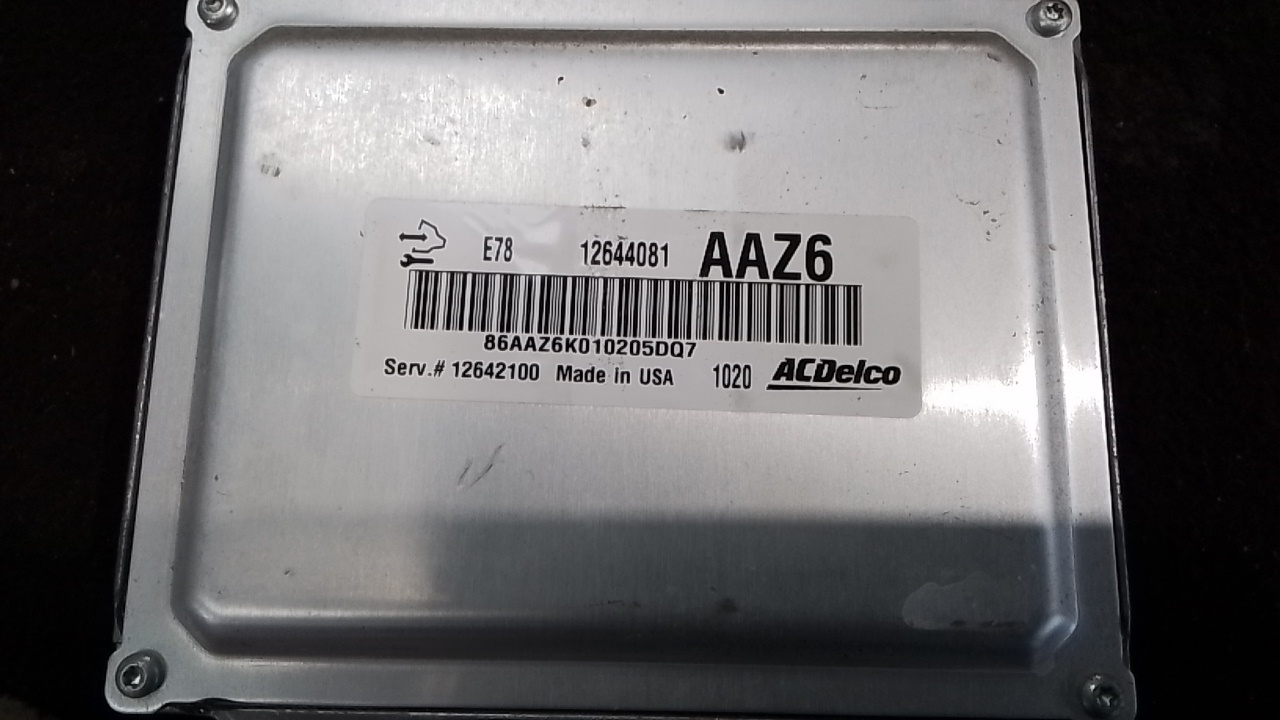 E78 12644081 AAZ6
86AAZ6K010205DQ7
Serv.# 12642100 Made in USA 1020 ACDelco